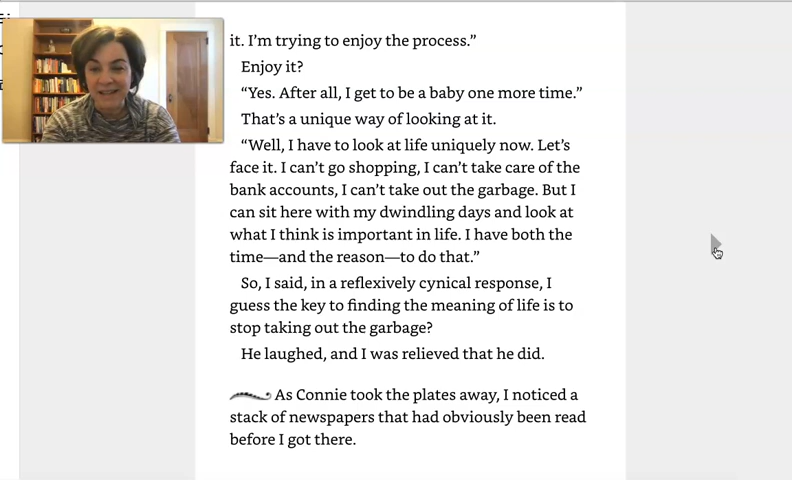 it. I’m trying to enjoy the process.”
Enjoy it?
“Yes. After all, I get to be a baby one more time.”
That’s a unique way of looking at it.
“Well, I have to look at life uniquely now. Let’s
face it. I can’t go shopping, I can’t take care of the
bank accounts, I can’t take out the garbage. But I
can sit here with my dwindling days and look at
what I think is important in life. I have both the
time—and the reason—to do that.”
So, I said, in a reflexively cynical response, I
guess the key to finding the meaning of life is to
stop taking out the garbage?
He laughed, and I was relieved that he did.
As Connie took the plates away, I noticed a
stack of newspapers that had obviously been read
before I got there.